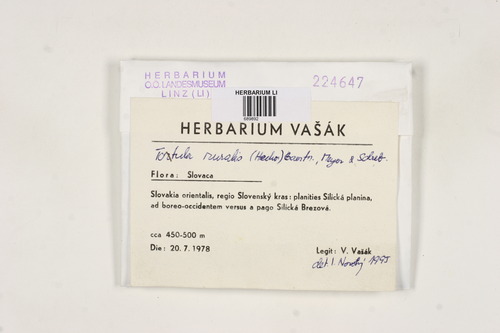 HERBARIUM
O.Ö. LANDESMUSEUM
LINZ (LI)
HERBARIUM LI
224647
HERBARIUM VAŠÁK
Tortula ruralis (Hedw.) Gaertn., Meyer & Scherb.
Flora: Slovaca
Slovakia orientalis, regio Slovenský kras: planities Silická planina,
ad boreo-occidentem versus a pago Silická Brezová.
cca 450-500 m
Die: 20. 7. 1978
Legit: V. Vašák
det. I. Novotný 1995